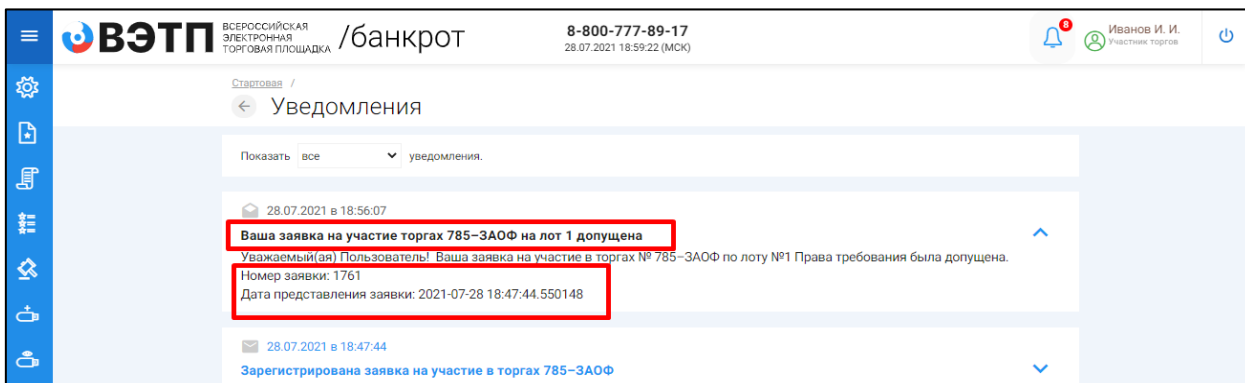 ВЭТП ВСЕРОССИЙСКАЯ ЭЛЕКТРОННАЯ ТОРГОВАЯ ПЛОЩАДКА /банкрот
8-800-777-89-17
28.07.2021 18:59:22 (МСК)
8
Иванов И. И.
Участник торгов
Стартовая /
Уведомления
Показать все уведомления.
28.07.2021 в 18:56:07
Ваша заявка на участие торгах 785-ЗАОФ на лот 1 допущена
Уважаемый(ая) Пользователь! Ваша заявка на участие в торгах № 785-ЗАОФ по лоту №1 Права требования была допущена.
Номер заявки: 1761
Дата представления заявки: 2021-07-28 18:47:44.550148
28.07.2021 в 18:47:44
Зарегистрирована заявка на участие в торгах 785-ЗАОФ